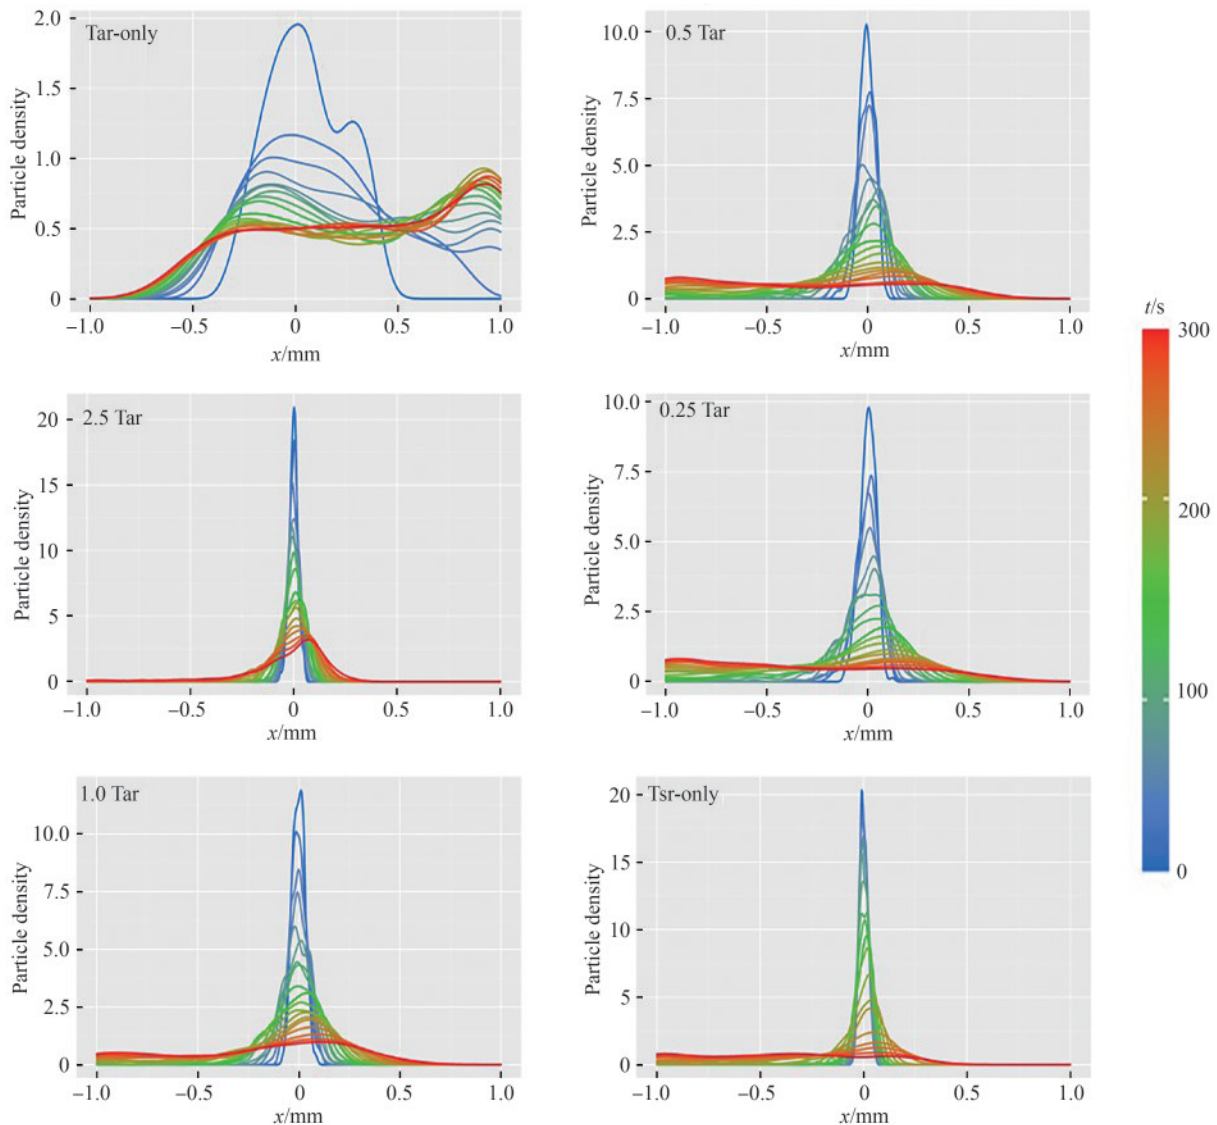 Tar-only
Particle density
2.0
1.5
1.0
0.5
0
−1.0 −0.5 0 0.5 1.0
x/mm
0.5 Tar
Particle density
10.0
7.5
5.0
2.5
0
−1.0 −0.5 0 0.5 1.0
x/mm
2.5 Tar
Particle density
20
15
10
5
0
−1.0 −0.5 0 0.5 1.0
x/mm
0.25 Tar
Particle density
10.0
7.5
5.0
2.5
0
−1.0 −0.5 0 0.5 1.0
x/mm
1.0 Tar
Particle density
10.0
7.5
5.0
2.5
0
−1.0 −0.5 0 0.5 1.0
x/mm
Tsr-only
Particle density
20
15
10
5
0
−1.0 −0.5 0 0.5 1.0
x/mm
t/s
300
200
100
0